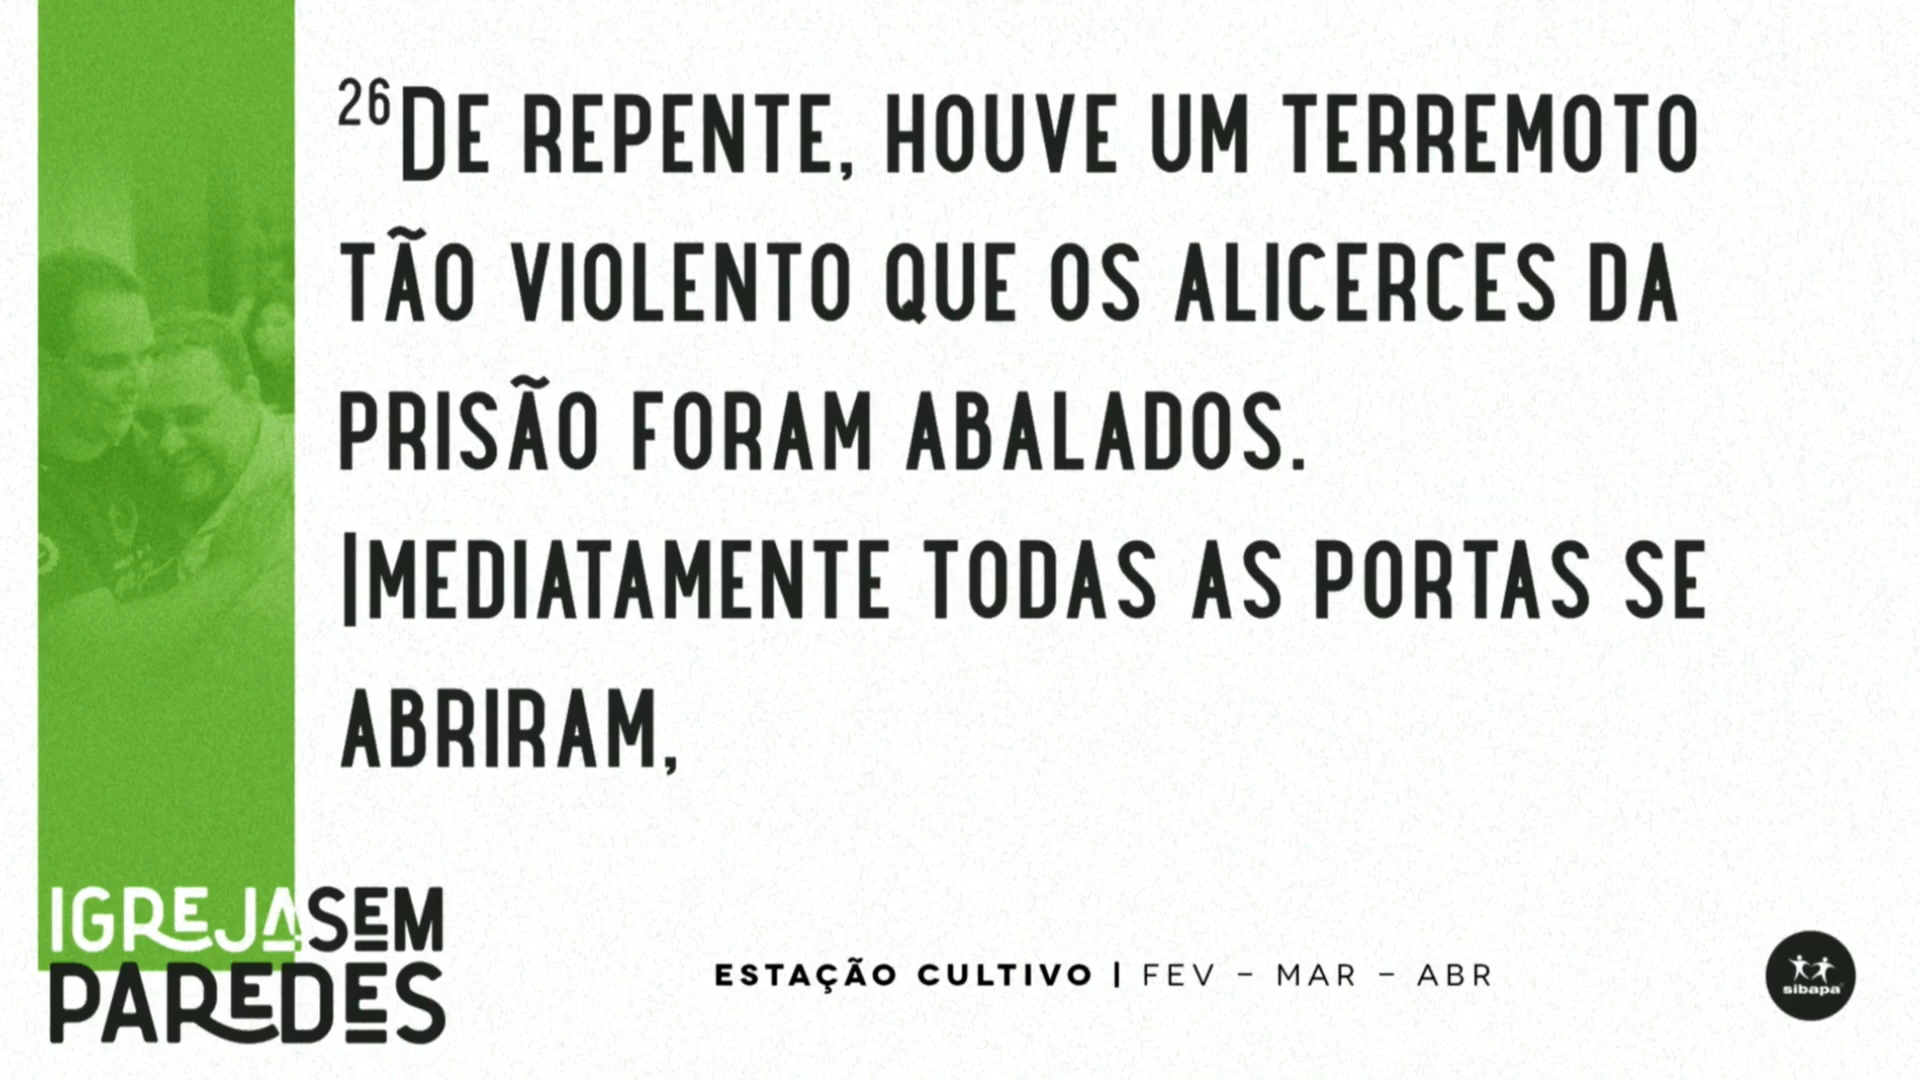 ²⁶De repente, houve um terremoto
tão violento que os alicerces da
prisão foram abalados.
Imediatamente todas as portas se
abriram,
IGREJA SEM
PAREDES
ESTAÇÃO CULTIVO | FEV – MAR – ABR
sibapa